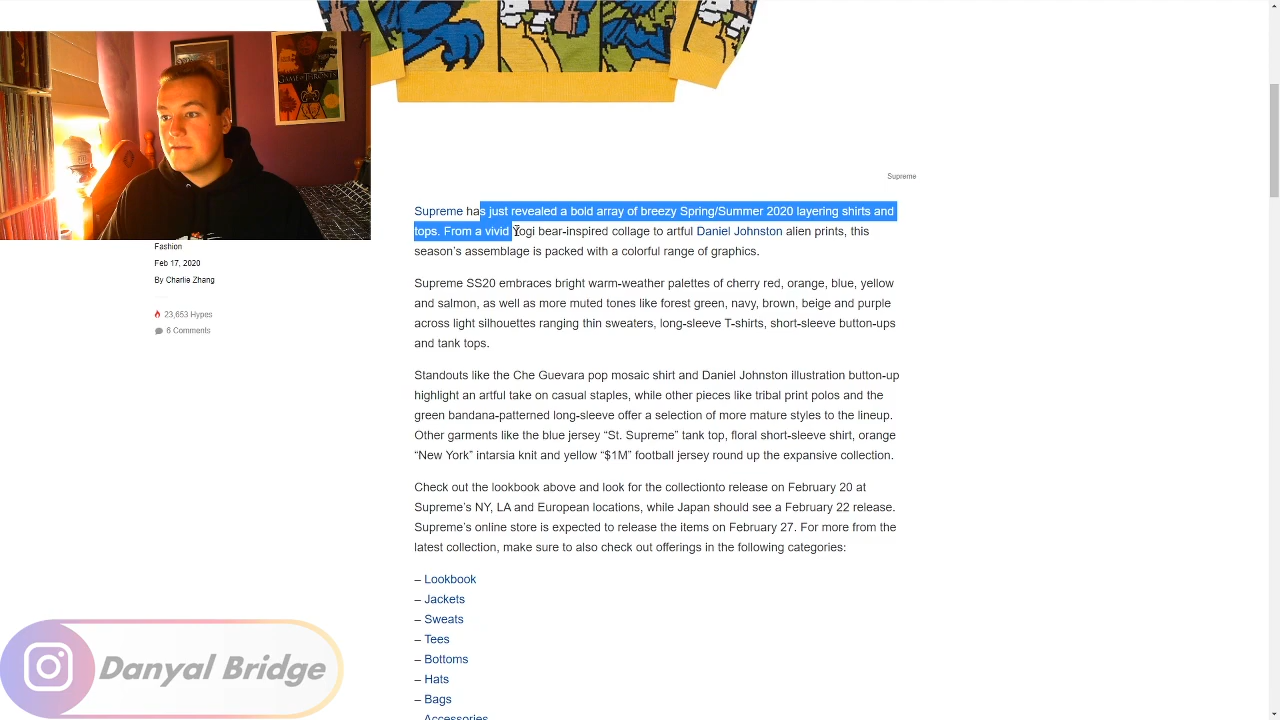 GAME OF THRONES
Supreme
Supreme has just revealed a bold array of breezy Spring/Summer 2020 layering shirts and
tops. From a vivid Yogi bear-inspired collage to artful Daniel Johnston alien prints, this
season’s assemblage is packed with a colorful range of graphics.
Fashion
Feb 17, 2020
By Charlie Zhang
23,653 Hypes
6 Comments
Supreme SS20 embraces bright warm-weather palettes of cherry red, orange, blue, yellow
and salmon, as well as more muted tones like forest green, navy, brown, beige and purple
across light silhouettes ranging thin sweaters, long-sleeve T-shirts, short-sleeve button-ups
and tank tops.
Standouts like the Che Guevara pop mosaic shirt and Daniel Johnston illustration button-up
highlight an artful take on casual staples, while other pieces like tribal print polos and the
green bandana-patterned long-sleeve offer a selection of more mature styles to the lineup.
Other garments like the blue jersey “St. Supreme” tank top, floral short-sleeve shirt, orange
“New York” intarsia knit and yellow “$1M” football jersey round up the expansive collection.
Check out the lookbook above and look for the collectionto release on February 20 at
Supreme’s NY, LA and European locations, while Japan should see a February 22 release.
Supreme’s online store is expected to release the items on February 27. For more from the
latest collection, make sure to also check out offerings in the following categories:
– Lookbook
– Jackets
– Sweats
– Tees
– Bottoms
– Hats
– Bags
– Accessories
Danyal Bridge